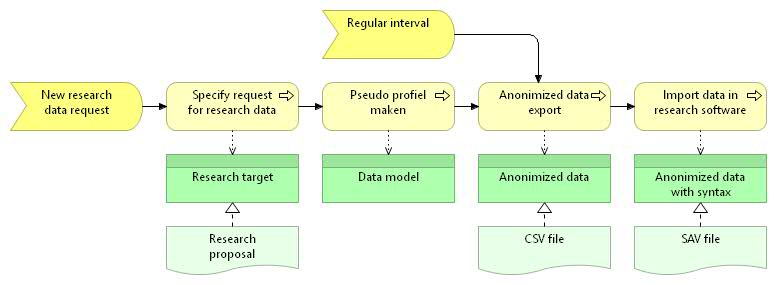 Regular interval
New research
data request
Specify request
for research data
Pseudo profiel
maken
Anonimized data
export
Import data in
research software
Research target
Data model
Anonimized data
Anonimized data
with syntax
Research
proposal
CSV file
SAV file